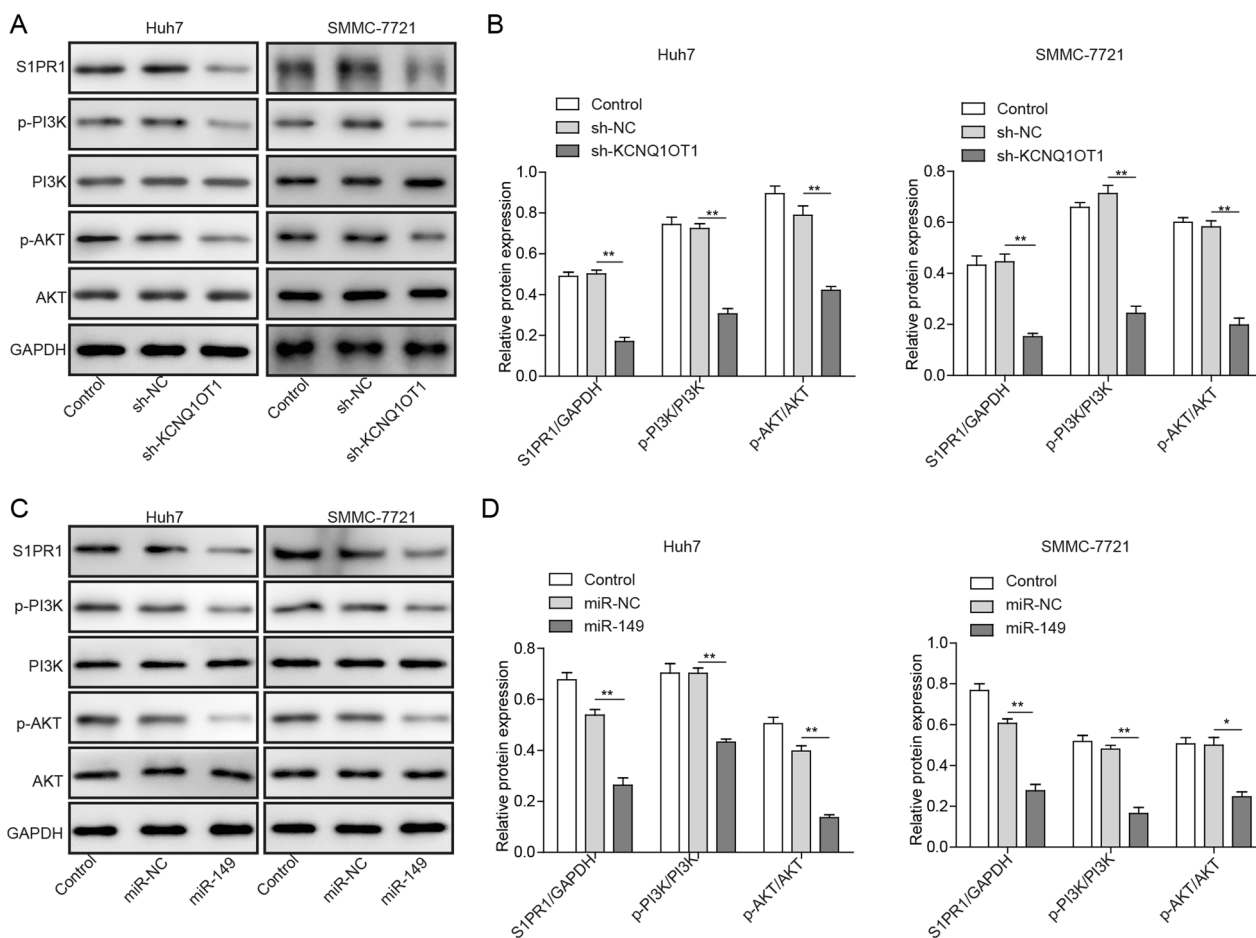 A
Huh7 SMMC-7721
S1PR1
p-PI3K
PI3K
p-AKT
AKT
GAPDH
Control sh-NC sh-KCNQ1OT1 Control sh-NC sh-KCNQ1OT1
B
Huh7
Control
sh-NC
sh-KCNQ1OT1
Relative protein expression
1.0
0.8
0.6
0.4
0.2
0.0
** ** **
S1PR1/GAPDH p-PI3K/PI3K p-AKT/AKT
SMMC-7721
Control
sh-NC
sh-KCNQ1OT1
Relative protein expression
0.8
0.6
0.4
0.2
0.0
** ** **
S1PR1/GAPDH p-PI3K/PI3K p-AKT/AKT
C
Huh7 SMMC-7721
S1PR1
p-PI3K
PI3K
p-AKT
AKT
GAPDH
Control miR-NC miR-149 Control miR-NC miR-149
D
Huh7
Control
miR-NC
miR-149
Relative protein expression
0.8
0.6
0.4
0.2
0.0
** ** **
S1PR1/GAPDH p-PI3K/PI3K p-AKT/AKT
SMMC-7721
Control
miR-NC
miR-149
Relative protein expression
1.0
0.8
0.6
0.4
0.2
0.0
** ** *
S1PR1/GAPDH p-PI3K/PI3K p-AKT/AKT